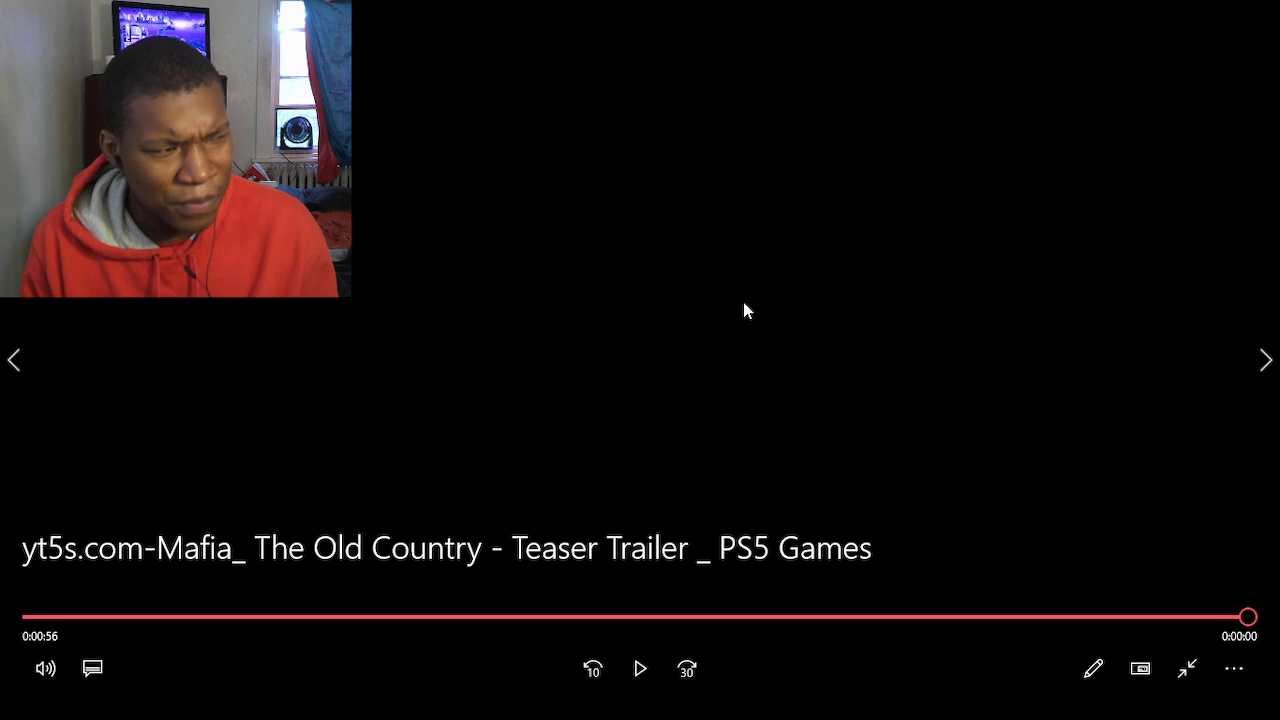 yt5s.com-Mafia_ The Old Country - Teaser Trailer _ PS5 Games
0:00:56
0:00:00
10
30